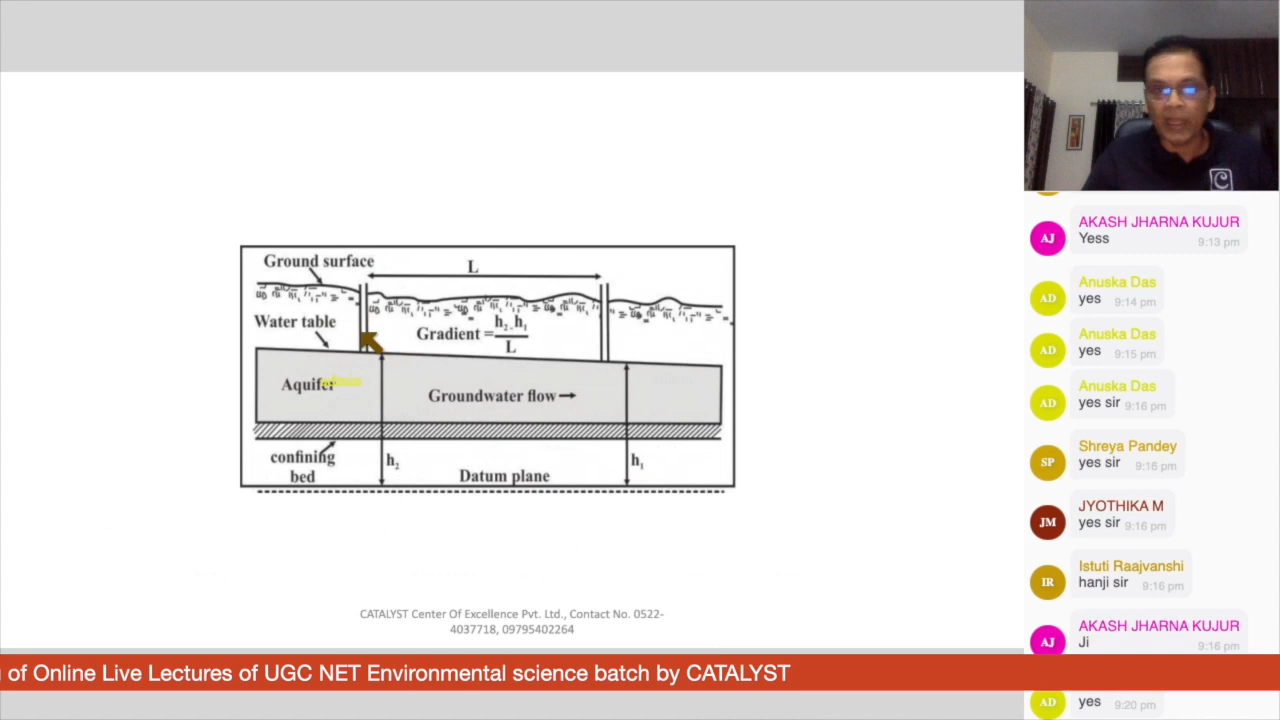 Ground surface
L
Water table
Gradient = h2-h1
L
Aquifer
Groundwater flow
confining
bed
h2
Datum plane
h1
CATALYST Center Of Excellence Pvt. Ltd., Contact No. 0522-
4037718, 09795402264
of Online Live Lectures of UGC NET Environmental science batch by CATALYST
C
AJ
AKASH JHARNA KUJUR
Yess
9:13 pm
AD
Anuska Das
yes
9:14 pm
AD
Anuska Das
yes
9:15 pm
AD
Anuska Das
yes sir
9:16 pm
SP
Shreya Pandey
yes sir
9:16 pm
JM
JYOTHIKA M
yes sir
9:16 pm
IR
Istuti Raajvanshi
hanji sir
9:16 pm
AJ
AKASH JHARNA KUJUR
Ji
9:16 pm
AD
yes
9:20 pm